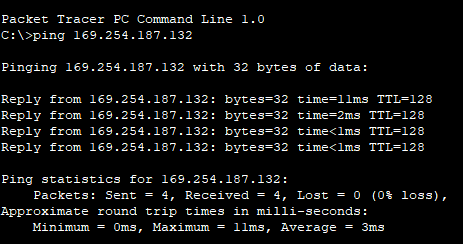 Packet Tracer PC Command Line 1.0
C:\>ping 169.254.187.132
Pinging 169.254.187.132 with 32 bytes of data:
Reply from 169.254.187.132: bytes=32 time=11ms TTL=128
Reply from 169.254.187.132: bytes=32 time=2ms TTL=128
Reply from 169.254.187.132: bytes=32 time<1ms TTL=128
Reply from 169.254.187.132: bytes=32 time<1ms TTL=128
Ping statistics for 169.254.187.132:
Packets: Sent = 4, Received = 4, Lost = 0 (0% loss),
Approximate round trip times in milli-seconds:
Minimum = 0ms, Maximum = 11ms, Average = 3ms